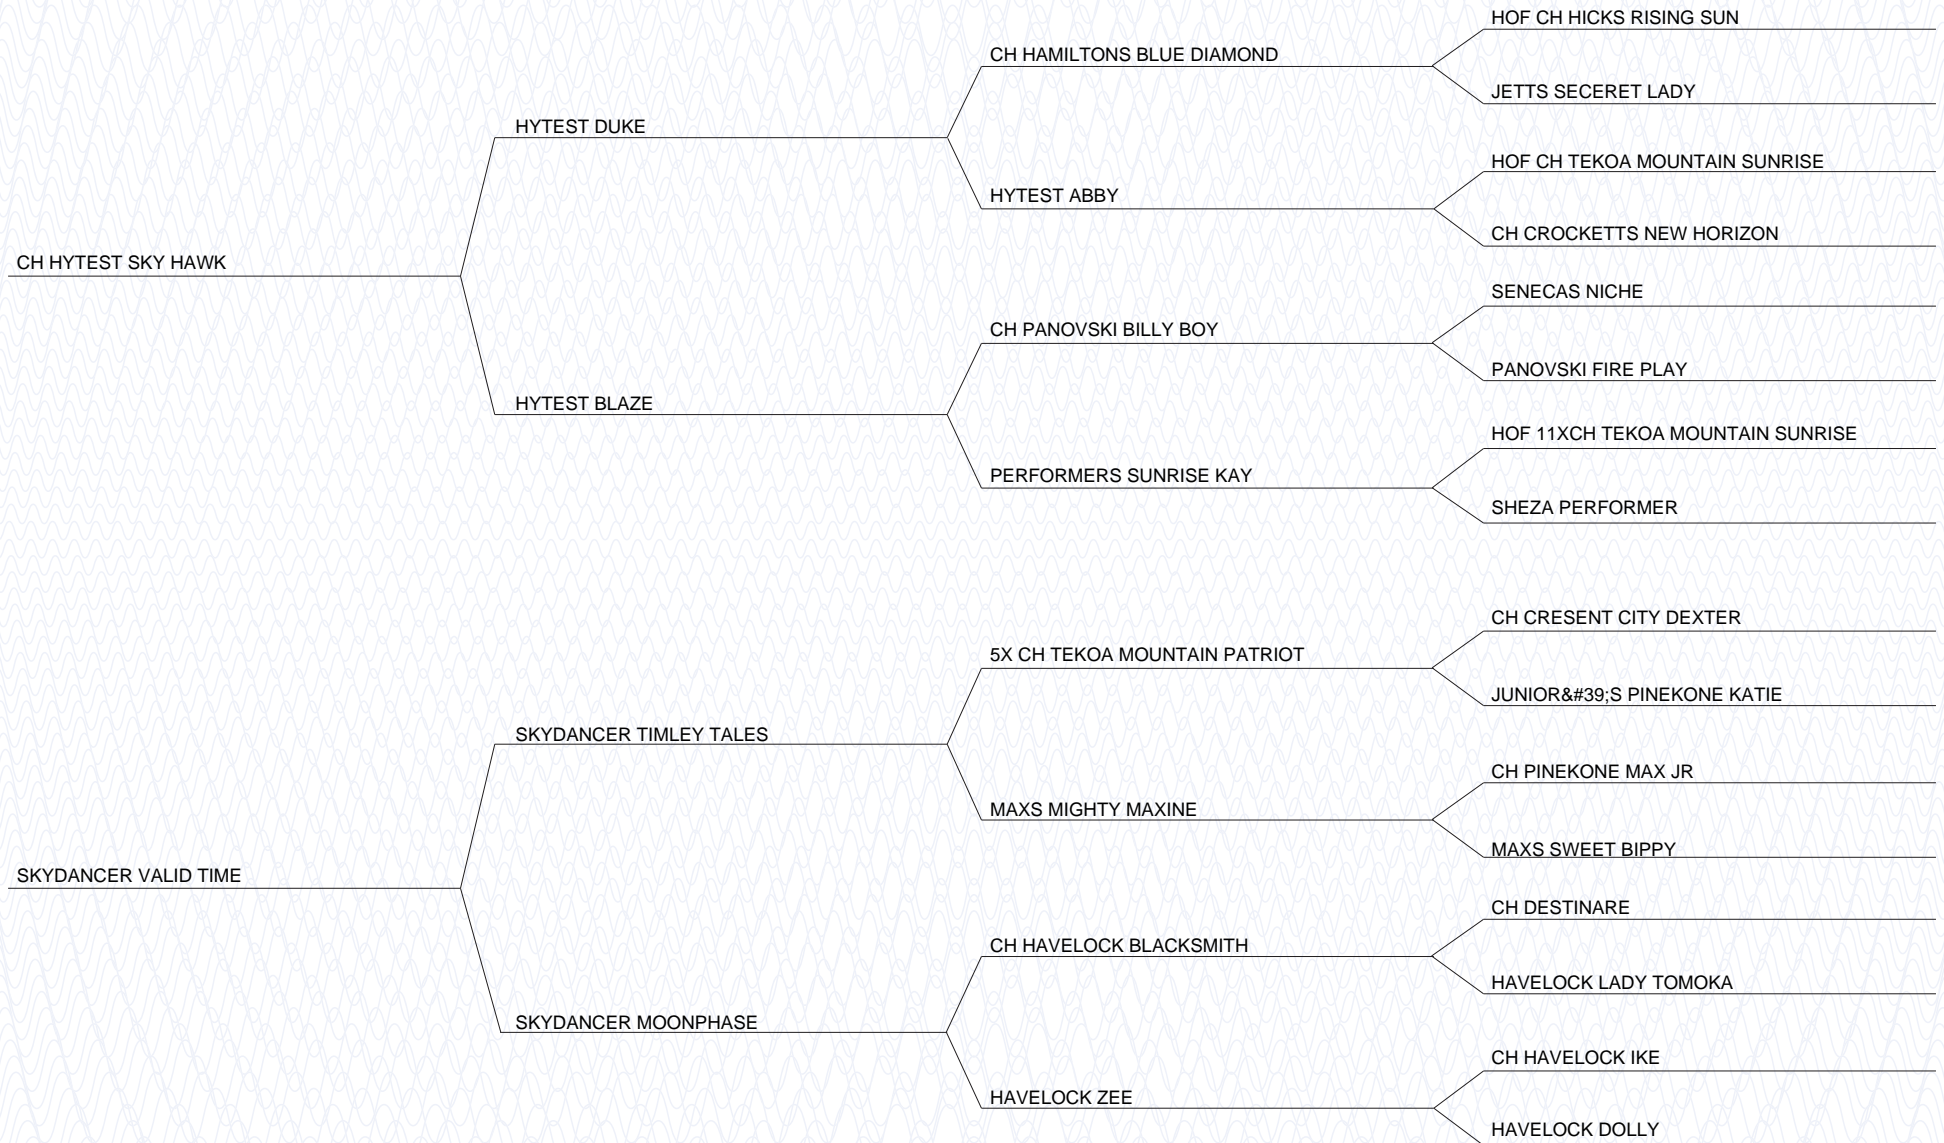 HOF CH HICKS RISING SUN
CH HAMILTONS BLUE DIAMOND
JETTS SECERET LADY
HYTEST DUKE
HOF CH TEKOA MOUNTAIN SUNRISE
HYTEST ABBY
CH CROCKETTS NEW HORIZON
CH HYTEST SKY HAWK
SENECAS NICHE
CH PANOVSKI BILLY BOY
PANOVSKI FIRE PLAY
HYTEST BLAZE
HOF 11XCH TEKOA MOUNTAIN SUNRISE
PERFORMERS SUNRISE KAY
SHEZA PERFORMER
CH CRESENT CITY DEXTER
5X CH TEKOA MOUNTAIN PATRIOT
JUNIOR&#39;S PINEKONE KATIE
SKYDANCER TIMLEY TALES
CH PINEKONE MAX JR
MAXS MIGHTY MAXINE
MAXS SWEET BIPPY
SKYDANCER VALID TIME
CH DESTINARE
CH HAVELOCK BLACKSMITH
HAVELOCK LADY TOMOKA
SKYDANCER MOONPHASE
CH HAVELOCK IKE
HAVELOCK ZEE
HAVELOCK DOLLY